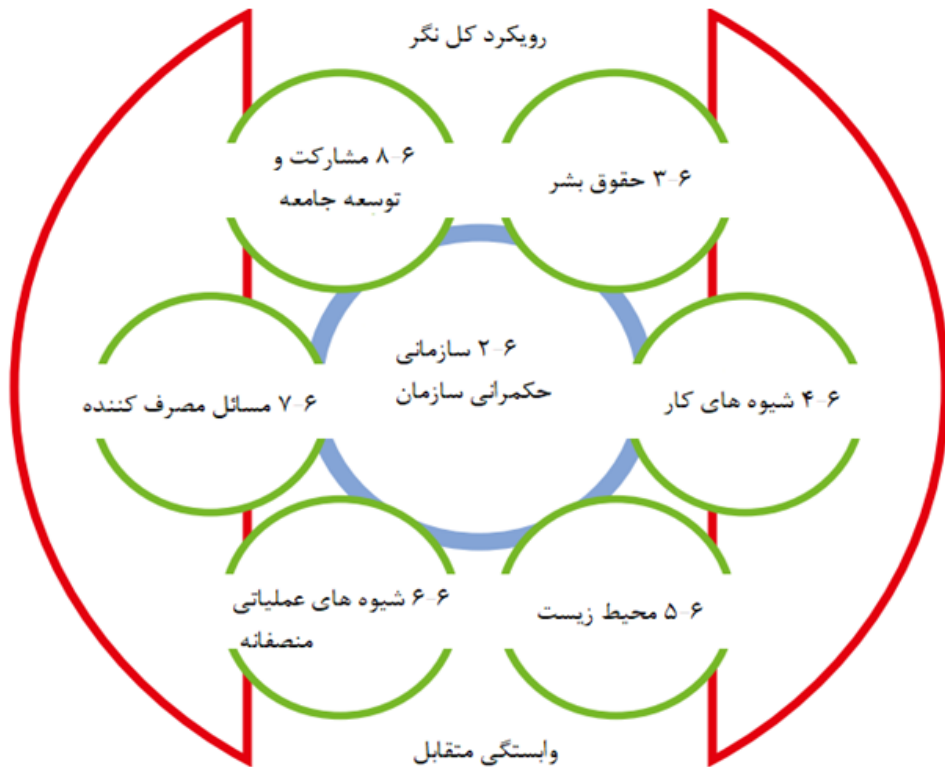 رویکرد کل نگر
۳-۶ حقوق بشر
۸-۶ مشارکت و
توسعه جامعه
۲-۶ سازمانی
حکمرانی سازمان
۴-۶ شیوه های کار
۷-۶ مسائل مصرف کننده
۵-۶ محیط زیست
۶-۶ شیوه های عملیاتی
منصفانه
وابستگی متقابل